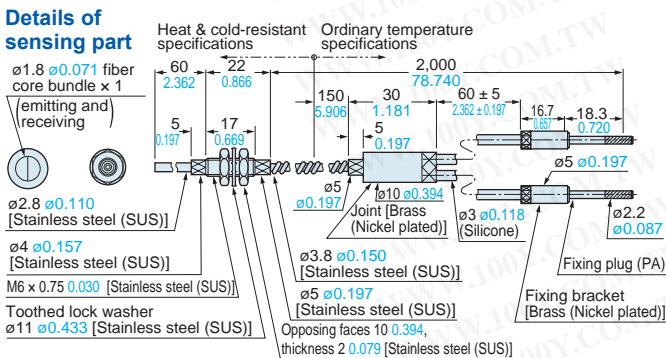 Details of
sensing part
Heat & cold-resistant
specifications
Ordinary temperature
specifications
ø1.8 ø0.071 fiber
core bundle × 1
(emitting and
receiving)
60
2.362
22
0.866
2,000
78.740
150
5.906
30
1.181
60 ± 5
2.362 ± 0.197
16.7
0.657
18.3
0.720
5
0.197
17
0.669
5
0.197
ø5 ø0.197
ø2.8 ø0.110
[Stainless steel (SUS)]
ø5
ø0.197
ø10 ø0.394
Joint [Brass
(Nickel plated)]
ø3 ø0.118
(Silicone)
ø2.2
ø0.087
ø4 ø0.157
[Stainless steel (SUS)]
ø3.8 ø0.150
[Stainless steel (SUS)]
Fixing plug (PA)
M6 × 0.75 0.030 [Stainless steel (SUS)]
ø5 ø0.197
[Stainless steel (SUS)]
Fixing bracket
[Brass (Nickel plated)]
Toothed lock washer
ø11 ø0.433 [Stainless steel (SUS)]
Opposing faces 10 0.394,
thickness 2 0.079 [Stainless steel (SUS)]
WWW.100Y.COM.TW